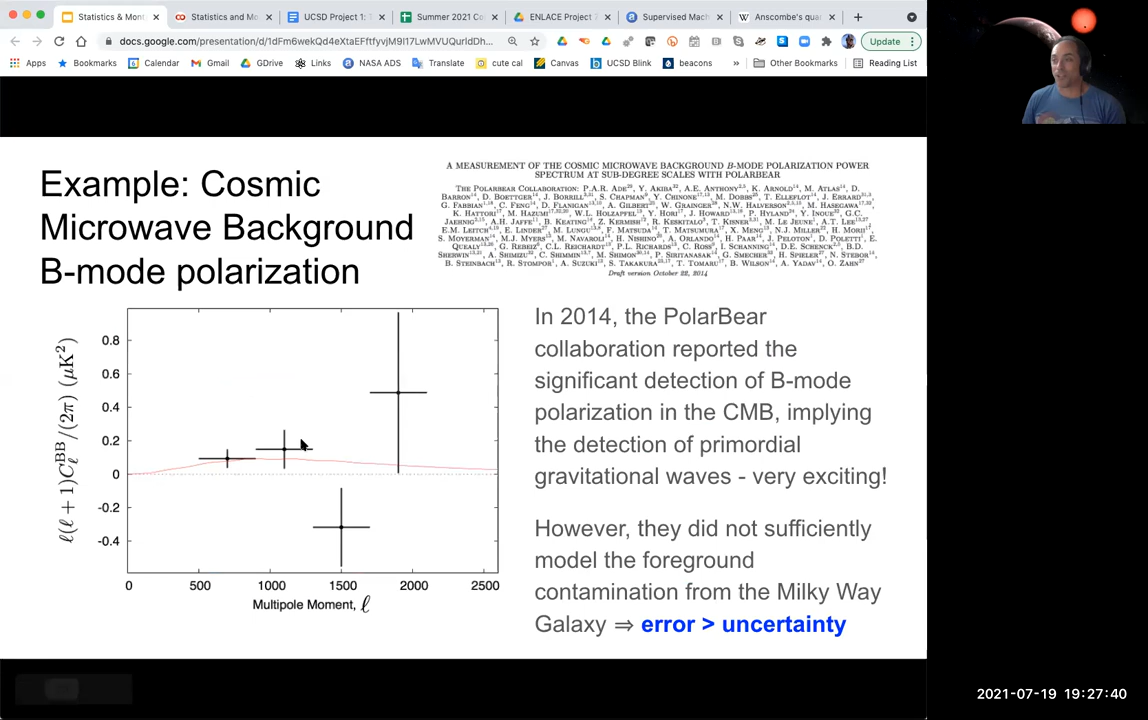 Statistics & Mont
Statistics and Mo
UCSD Project 1:
Summer 2021 Co
ENLACE Project
Supervised Mach
Anscombe's qua
docs.google.com/presentation/d/1dFm6wekQd4eXtaEFftfyvjM9I17LwMVUQurldDh...
Update
Apps Bookmarks Calendar Gmail GDrive Links NASA ADS Translate cute cal Canvas UCSD Blink beacons » Other Bookmarks Reading List
Example: Cosmic
Microwave Background
B-mode polarization
A MEASUREMENT OF THE COSMIC MICROWAVE BACKGROUND B-MODE POLARIZATION POWER
SPECTRUM AT SUB-DEGREE SCALES WITH POLARBEAR
Draft version October 22, 2014
0.8
0.6
0.4
0.2
0
-0.2
-0.4
ℓ(ℓ + 1)C_ℓ^BB/(2π) (μK²)
0 500 1000 1500 2000 2500
Multipole Moment, ℓ
In 2014, the PolarBear
collaboration reported the
significant detection of B-mode
polarization in the CMB, implying
the detection of primordial
gravitational waves - very exciting!
However, they did not sufficiently
model the foreground
contamination from the Milky Way
Galaxy ⇒ error > uncertainty
2021-07-19 19:27:40